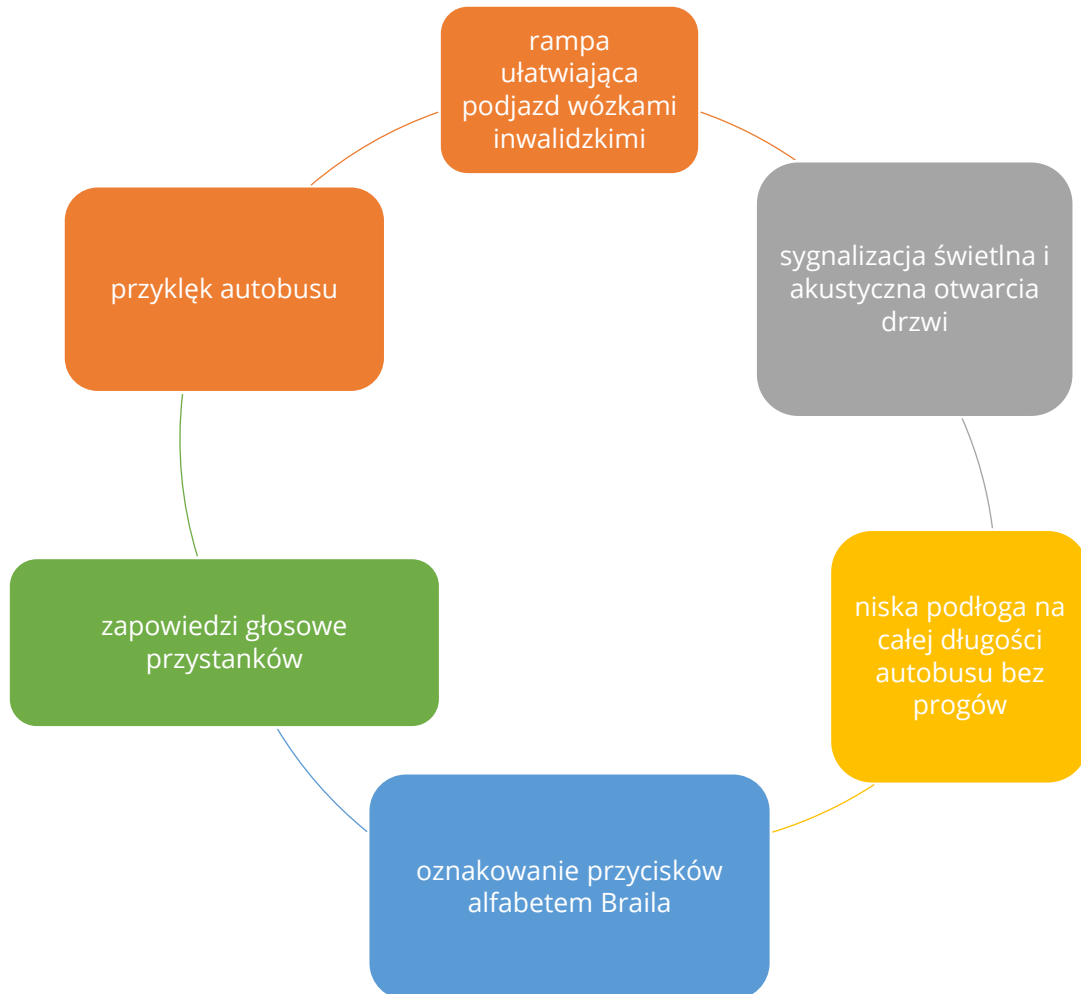 rampa
ułatwiająca
podjazd wózkami
inwalidzkimi
sygnalizacja świetlna i
akustyczna otwarcia
drzwi
niska podłoga na
całej długości
autobusu bez
progów
oznakowanie przycisków
alfabetem Braila
zapowiedzi głosowe
przystanków
przyklęk autobusu